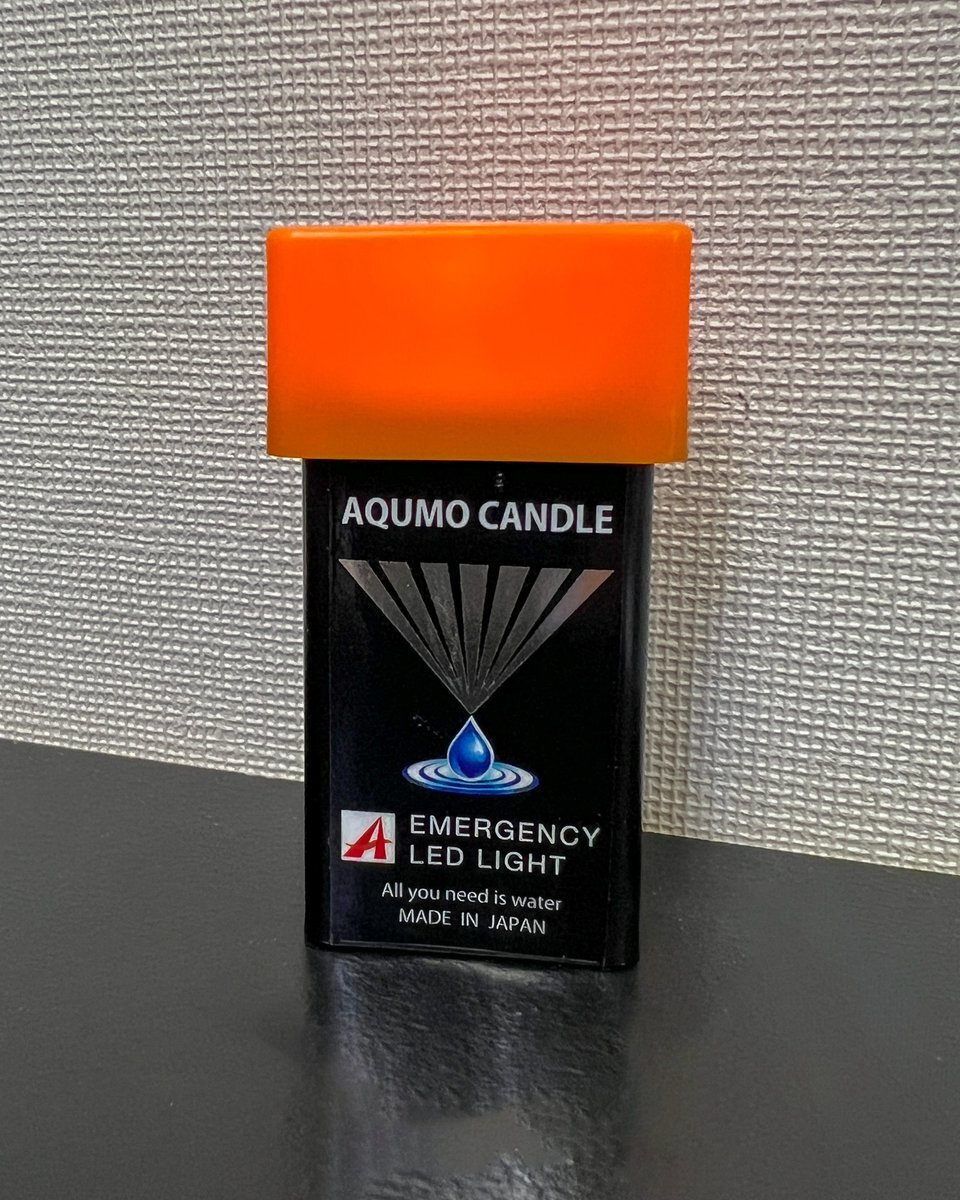 AQUMO CANDLE
EMERGENCY
LED LIGHT
All you need is water
MADE IN JAPAN